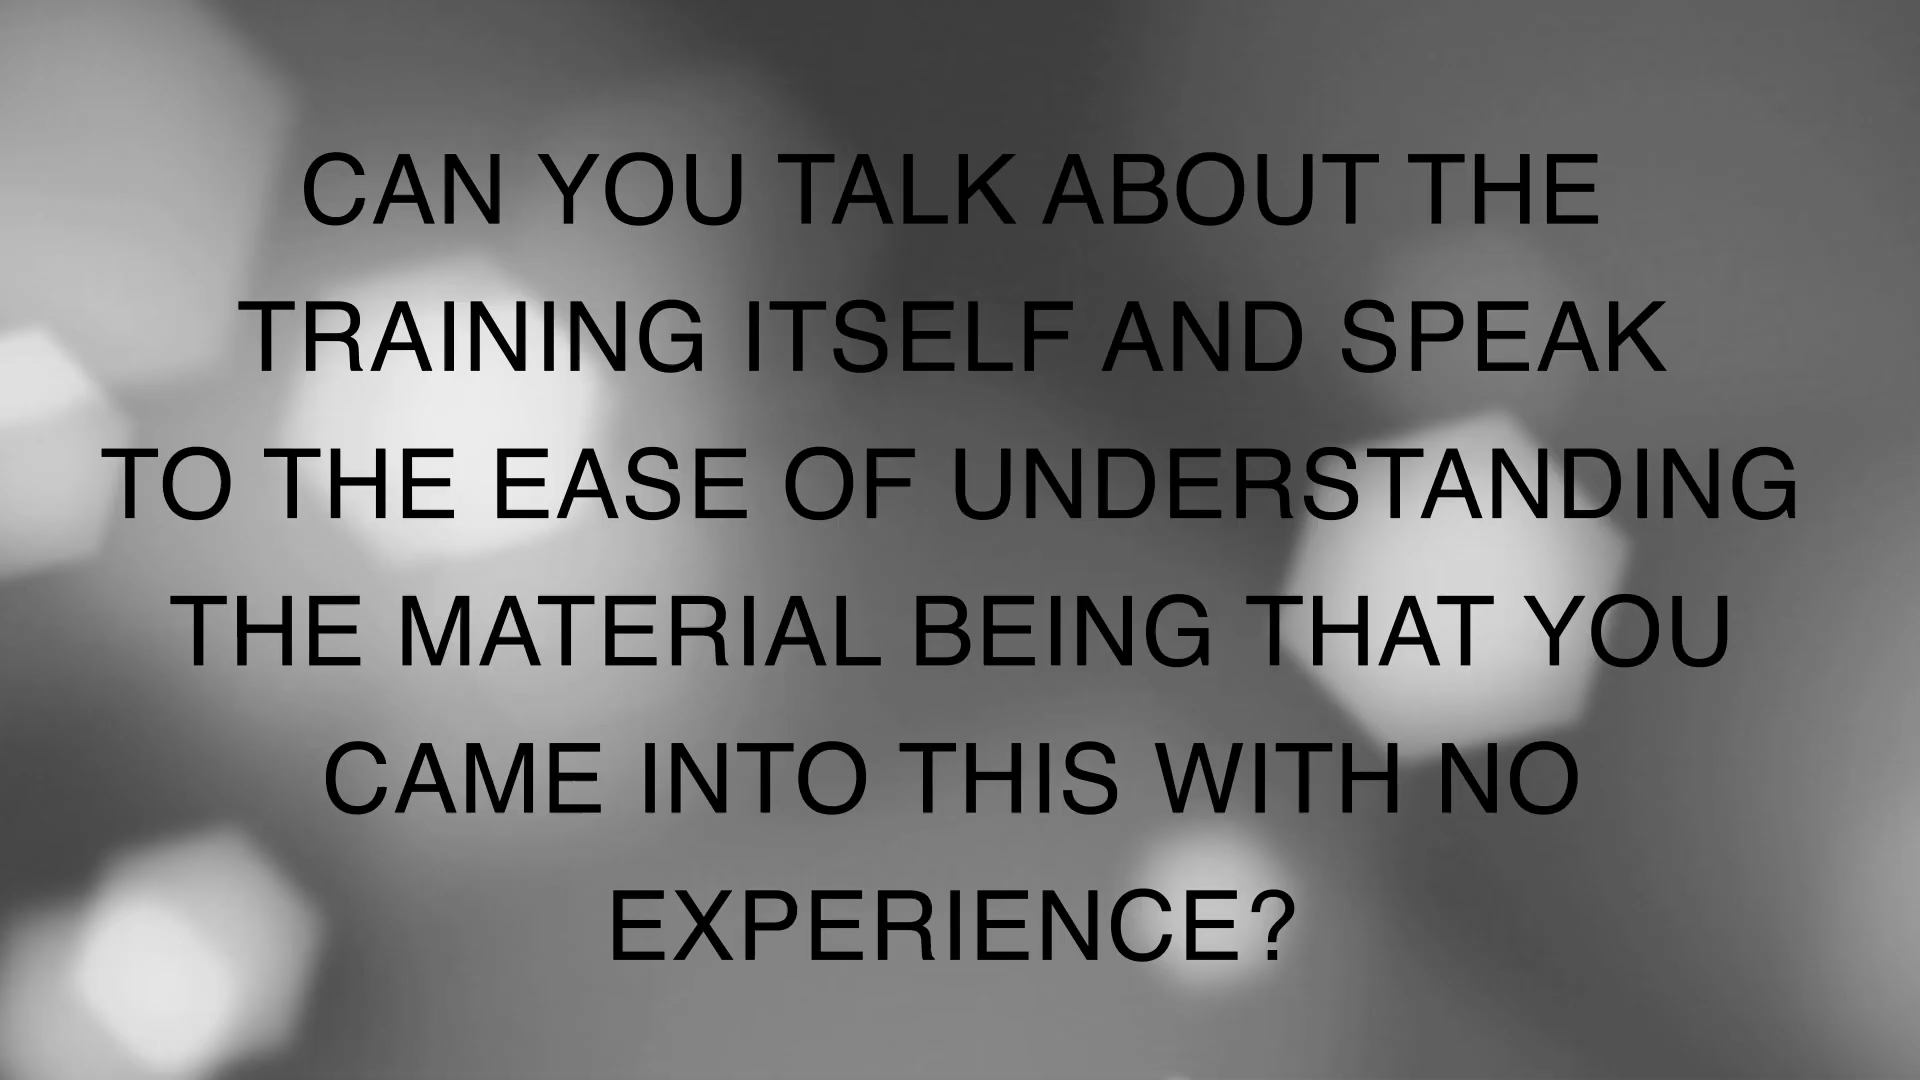 CAN YOU TALK ABOUT THE
TRAINING ITSELF AND SPEAK
TO THE EASE OF UNDERSTANDING
THE MATERIAL BEING THAT YOU
CAME INTO THIS WITH NO
EXPERIENCE?